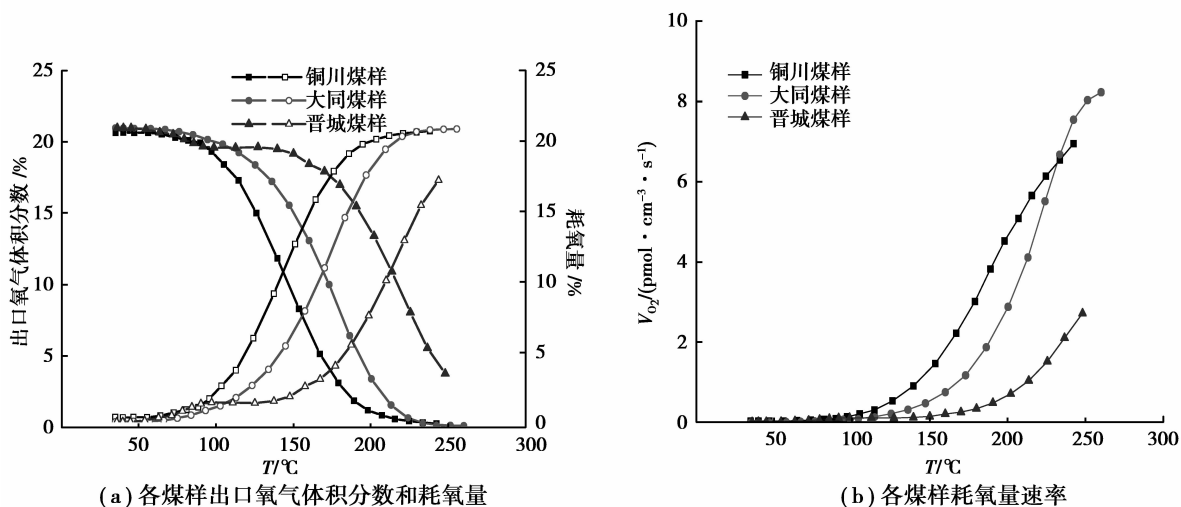 铜川煤样
大同煤样
晋城煤样
出口氧气体积分数/%
25
20
15
10
5
0
耗氧量/%
25
20
15
10
5
0
50 100 150 200 250 300
T/℃
(a)各煤样出口氧气体积分数和耗氧量
铜川煤样
大同煤样
晋城煤样
V_{O2}/(pmol·cm⁻³·s⁻¹)
10
8
6
4
2
0
50 100 150 200 250 300
T/℃
(b)各煤样耗氧量速率